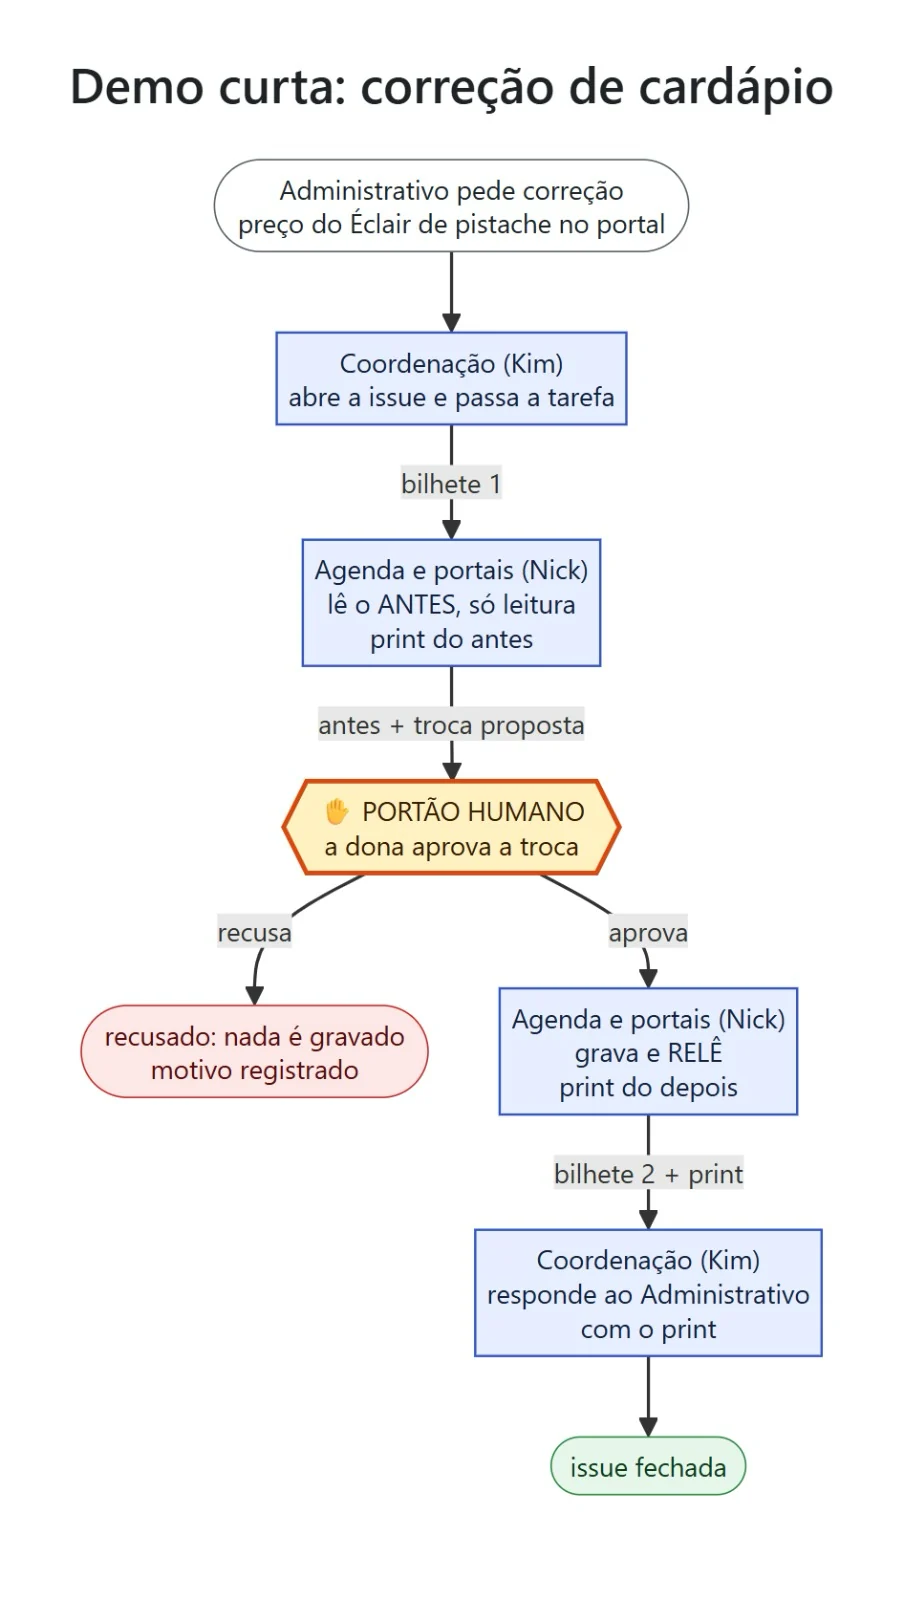 Demo curta: correção de cardápio
Administrativo pede correção
preço do Éclair de pistache no portal
Coordenação (Kim)
abre a issue e passa a tarefa
bilhete 1
Agenda e portais (Nick)
lê o ANTES, só leitura
print do antes
antes + troca proposta
✋ PORTÃO HUMANO
a dona aprova a troca
recusa
aprova
recusado: nada é gravado
motivo registrado
Agenda e portais (Nick)
grava e RELÊ
print do depois
bilhete 2 + print
Coordenação (Kim)
responde ao Administrativo
com o print
issue fechada